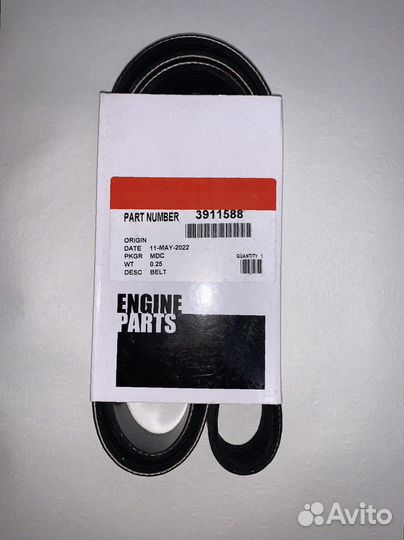 PART NUMBER 3911588
ORIGIN
DATE 11-MAY-2022
PKGR MDC QUANTITY 1
WT 0.25
DESC BELT
ENGINE
PARTS
Avito